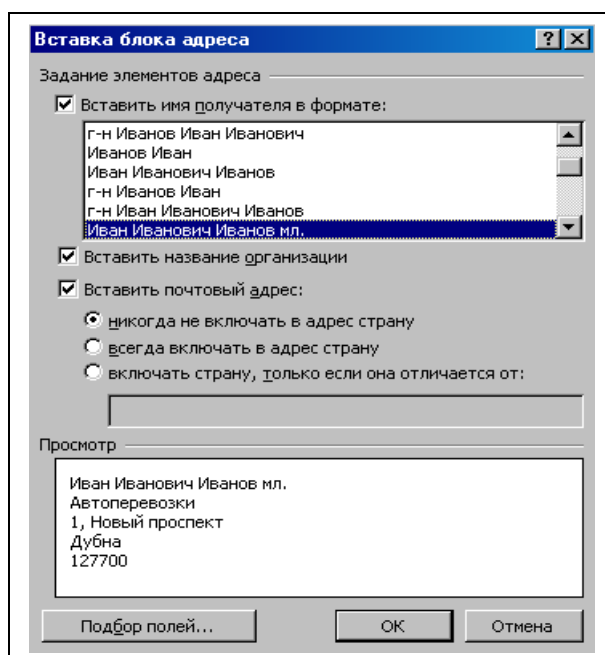 Вставка блока адреса
Задание элементов адреса
Вставить имя получателя в формате:
г-н Иванов Иван Иванович
Иванов Иван
Иван Иванович Иванов
г-н Иванов Иван
г-н Иван Иванович Иванов
Иван Иванович Иванов мл.
Вставить название организации
Вставить почтовый адрес:
никогда не включать в адрес страну
всегда включать в адрес страну
включать страну, только если она отличается от:
Просмотр
Иван Иванович Иванов мл.
Автоперевозки
1, Новый проспект
Дубна
127700
Подбор полей... ОК Отмена